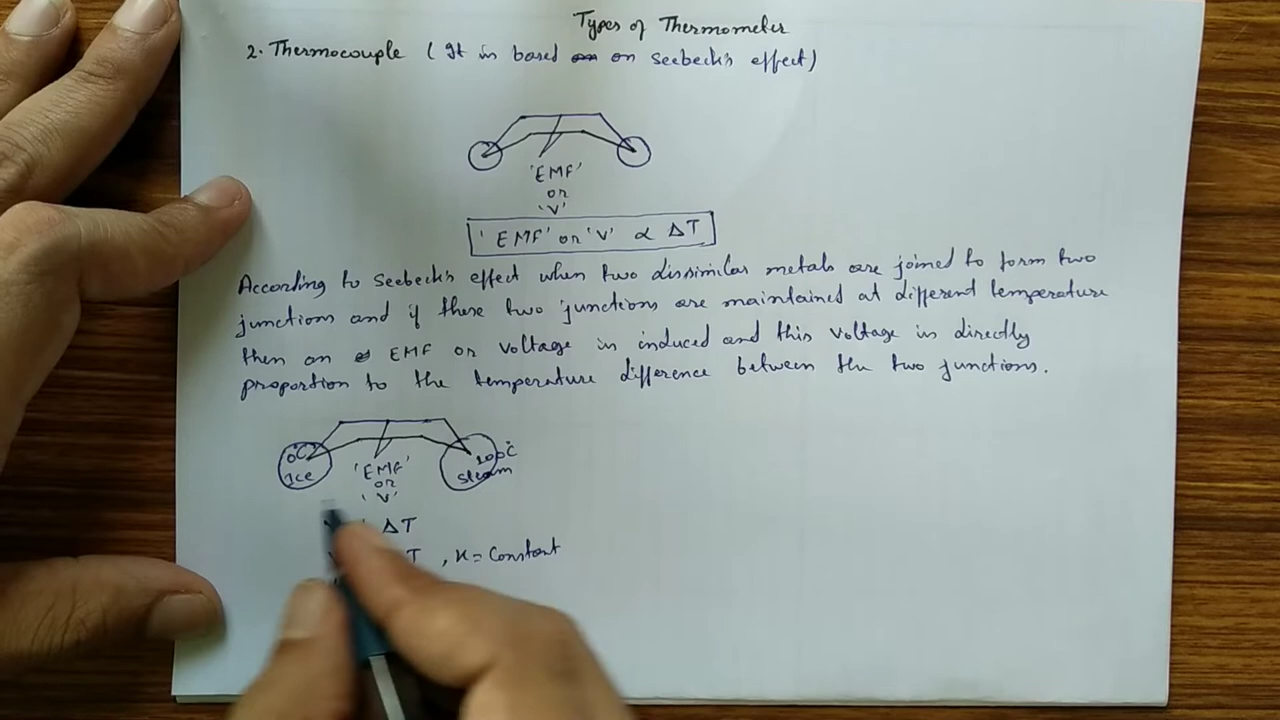 Types of Thermometer
2. Thermocouple (It is based on Seebeck's effect)
'EMF'
or
'V'
'EMF' or 'V' ∝ ΔT
According to Seebeck's effect when two dissimilar metals are joined to form two
junctions and if these two junctions are maintained at different temperature
then an EMF or voltage is induced and this voltage is directly
proportion to the temperature difference between the two junctions.
0°C
Ice
'EMF'
or
'V'
100°C
Steam
ΔT
T , K = Constant